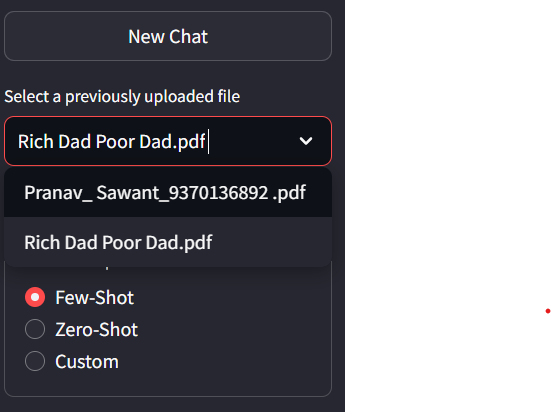 New Chat
Select a previously uploaded file
Rich Dad Poor Dad.pdf
Pranav_ Sawant_9370136892 .pdf
Rich Dad Poor Dad.pdf
Few-Shot
Zero-Shot
Custom